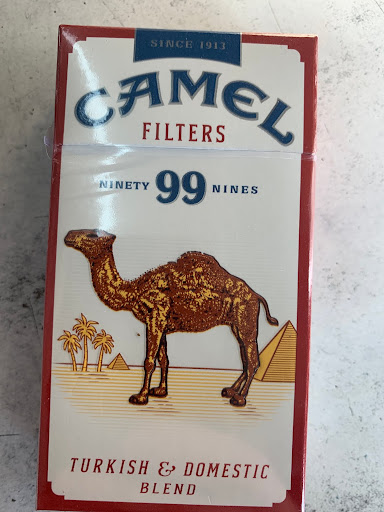 SINCE 1913
CAMEL
FILTERS
NINETY 99 NINES
TURKISH & DOMESTIC
BLEND